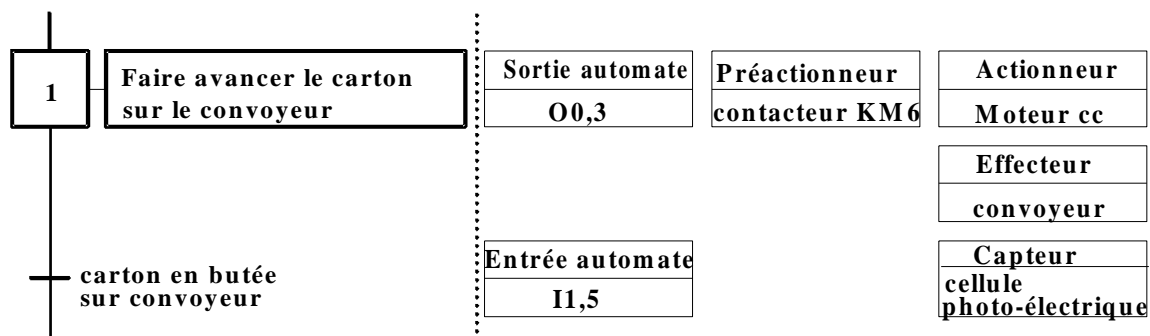 1
Faire avancer le carton
sur le convoyeur
Sortie automate
O0,3
Préactionneur
contacteur KM6
Actionneur
Moteur cc
Effecteur
convoyeur
carton en butée
sur convoyeur
Entrée automate
I1,5
Capteur
cellule
photo-électrique